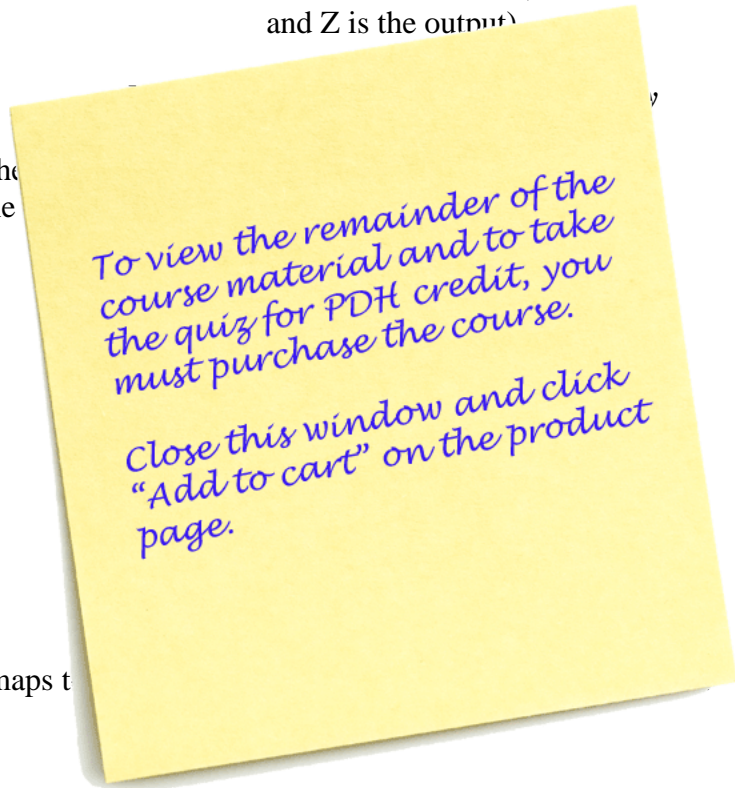 and Z is the output)
To view the remainder of the
course material and to take
the quiz for PDH credit, you
must purchase the course.
Close this window and click
“Add to cart” on the product
page.
maps